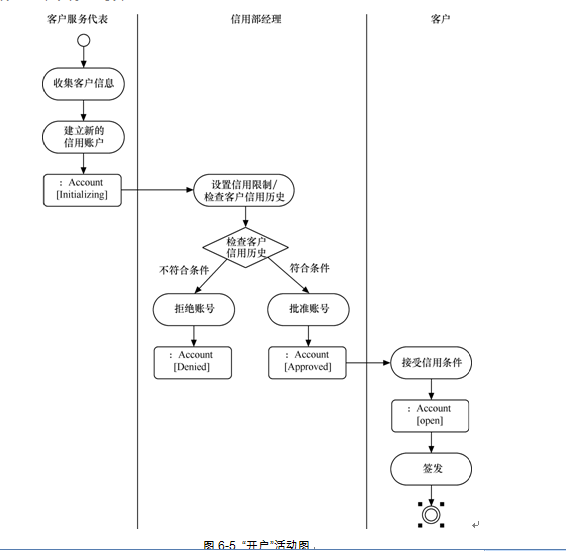 客户服务代表
信用部经理
客户
收集客户信息
建立新的
信用账户
: Account
[Initializing]
设置信用限制/
检查客户信用历史
检查客户
信用历史
不符合条件
符合条件
拒绝账号
批准账号
: Account
[Denied]
: Account
[Approved]
接受信用条件
: Account
[open]
签发
图 6-5 “开户”活动图